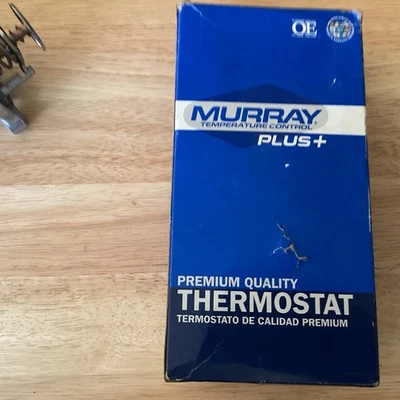 OE
MURRAY
TEMPERATURE CONTROL
PLUS+
PREMIUM QUALITY
THERMOSTAT
TERMOSTATO DE CALIDAD PREMIUM